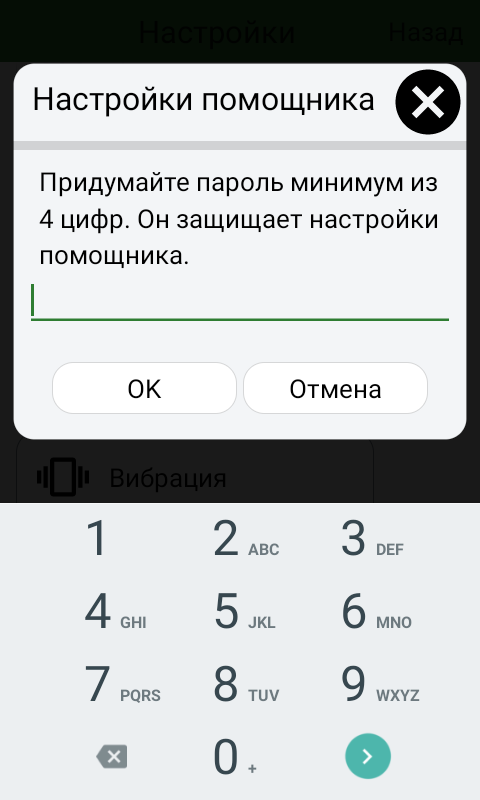 Настройки
Назад
Настройки помощника
Придумайте пароль минимум из
4 цифр. Он защищает настройки
помощника.
OK
Отмена
Вибрация
1
2 ABC
3 DEF
4 GHI
5 JKL
6 MNO
7 PQRS
8 TUV
9 WXYZ
0 +